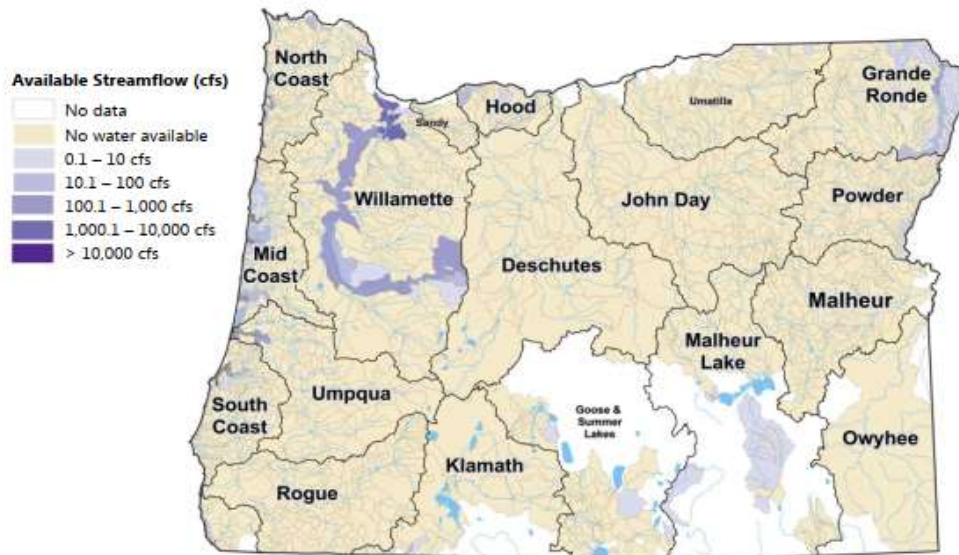 Available Streamflow (cfs)
No data
No water available
0.1 – 10 cfs
10.1 – 100 cfs
100.1 – 1,000 cfs
1,000.1 – 10,000 cfs
> 10,000 cfs
North
Coast
Sandy
Hood
Umatilla
Grande
Ronde
Willamette
John Day
Powder
Mid
Coast
Deschutes
Malheur
Malheur
Lake
South
Coast
Umpqua
Goose &
Summer
Lakes
Owyhee
Rogue
Klamath